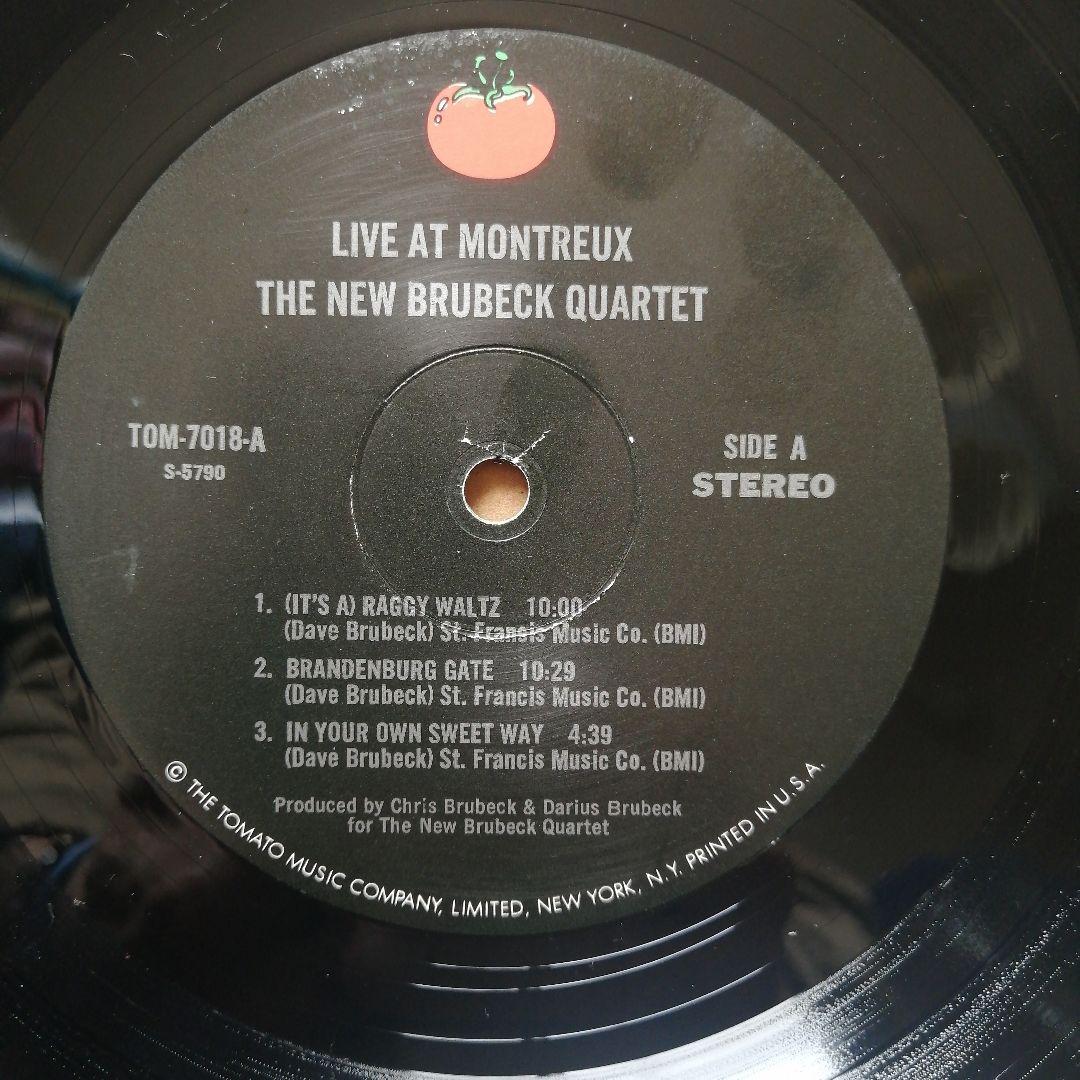 LIVE AT MONTREUX
THE NEW BRUBECK QUARTET
TOM-7018-A
S-5790
SIDE A
STEREO
1. (IT'S A) RAGGY WALTZ 10:00
(Dave Brubeck) St. Fransis Music Co. (BMI)
2. BRANDENBURG GATE 10:29
(Dave Brubeck) St. Francis Music Co. (BMI)
3. IN YOUR OWN SWEET WAY 4:39
(Dave Brubeck) St. Francis Music Co. (BMI)
Produced by Chris Brubeck & Darius Brubeck
for The New Brubeck Quartet
© THE TOMATO MUSIC COMPANY, LIMITED, NEW YORK, N.Y. PRINTED IN U.S.A.